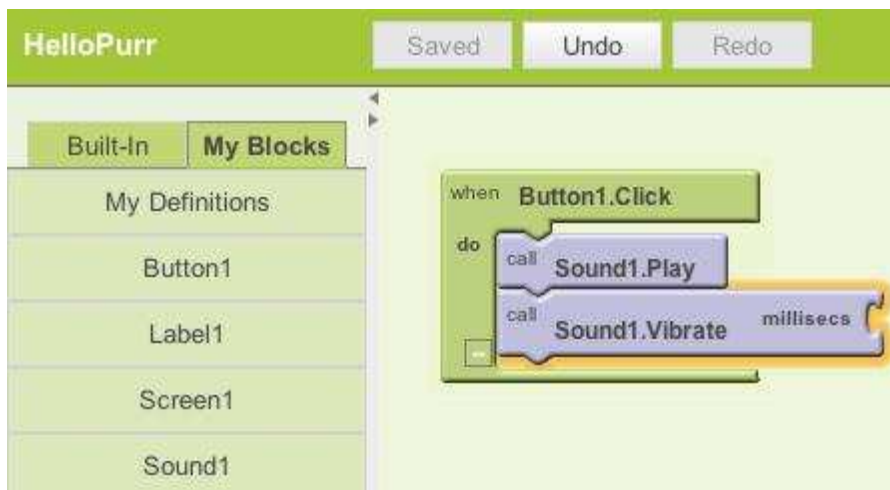 HelloPurr Saved Undo Redo
Built-In My Blocks
My Definitions
Button1
Label1
Screen1
Sound1
when Button1.Click
do
call Sound1.Play
call Sound1.Vibrate millisecs